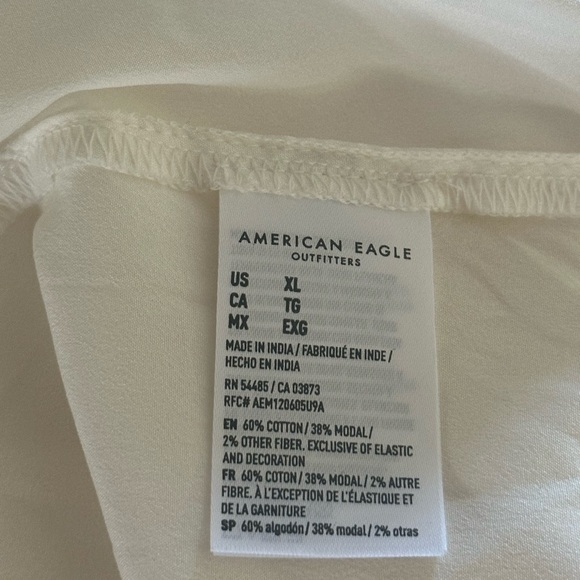 AMERICAN EAGLE
OUTFITTERS
US XL
CA TG
MX EXG
MADE IN INDIA / FABRIQUÉ EN INDE /
HECHO EN INDIA
RN 54485 / CA 03873
RFC# AEM120605U9A
EN 60% COTTON / 38% MODAL /
2% OTHER FIBER. EXCLUSIVE OF ELASTIC
AND DECORATION
FR 60% COTON / 38% MODAL / 2% AUTRE
FIBRE. À L'EXCEPTION DE L'ÉLASTIQUE ET
DE LA GARNITURE
SP 60% algodón / 38% modal / 2% otras